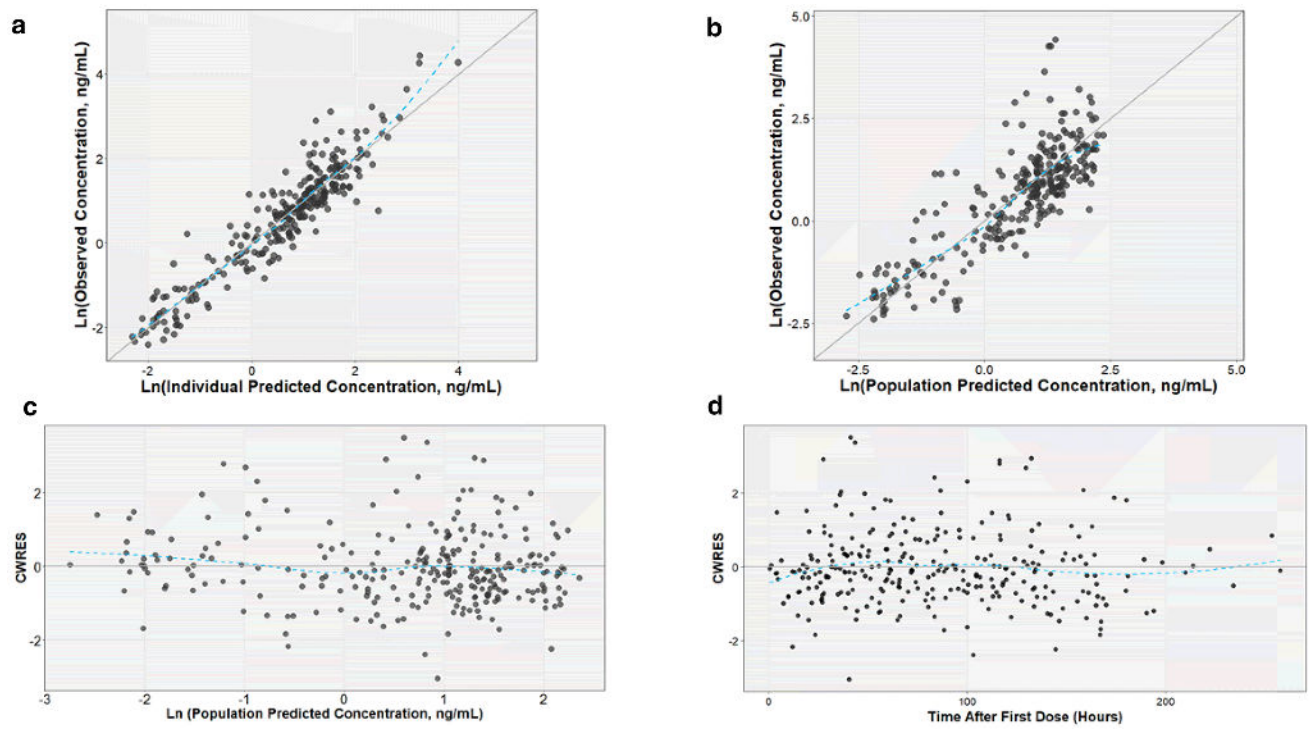 a
Ln(Observed Concentration, ng/mL)
4
2
0
-2
-2 0 2 4
Ln(Individual Predicted Concentration, ng/mL)
b
Ln(Observed Concentration, ng/mL)
5.0
2.5
0.0
-2.5
-2.5 0.0 2.5 5.0
Ln(Population Predicted Concentration, ng/mL)
c
CWRES
2
0
-2
-3 -2 -1 0 1 2
Ln (Population Predicted Concentration, ng/mL)
d
CWRES
2
0
-2
0 100 200
Time After First Dose (Hours)